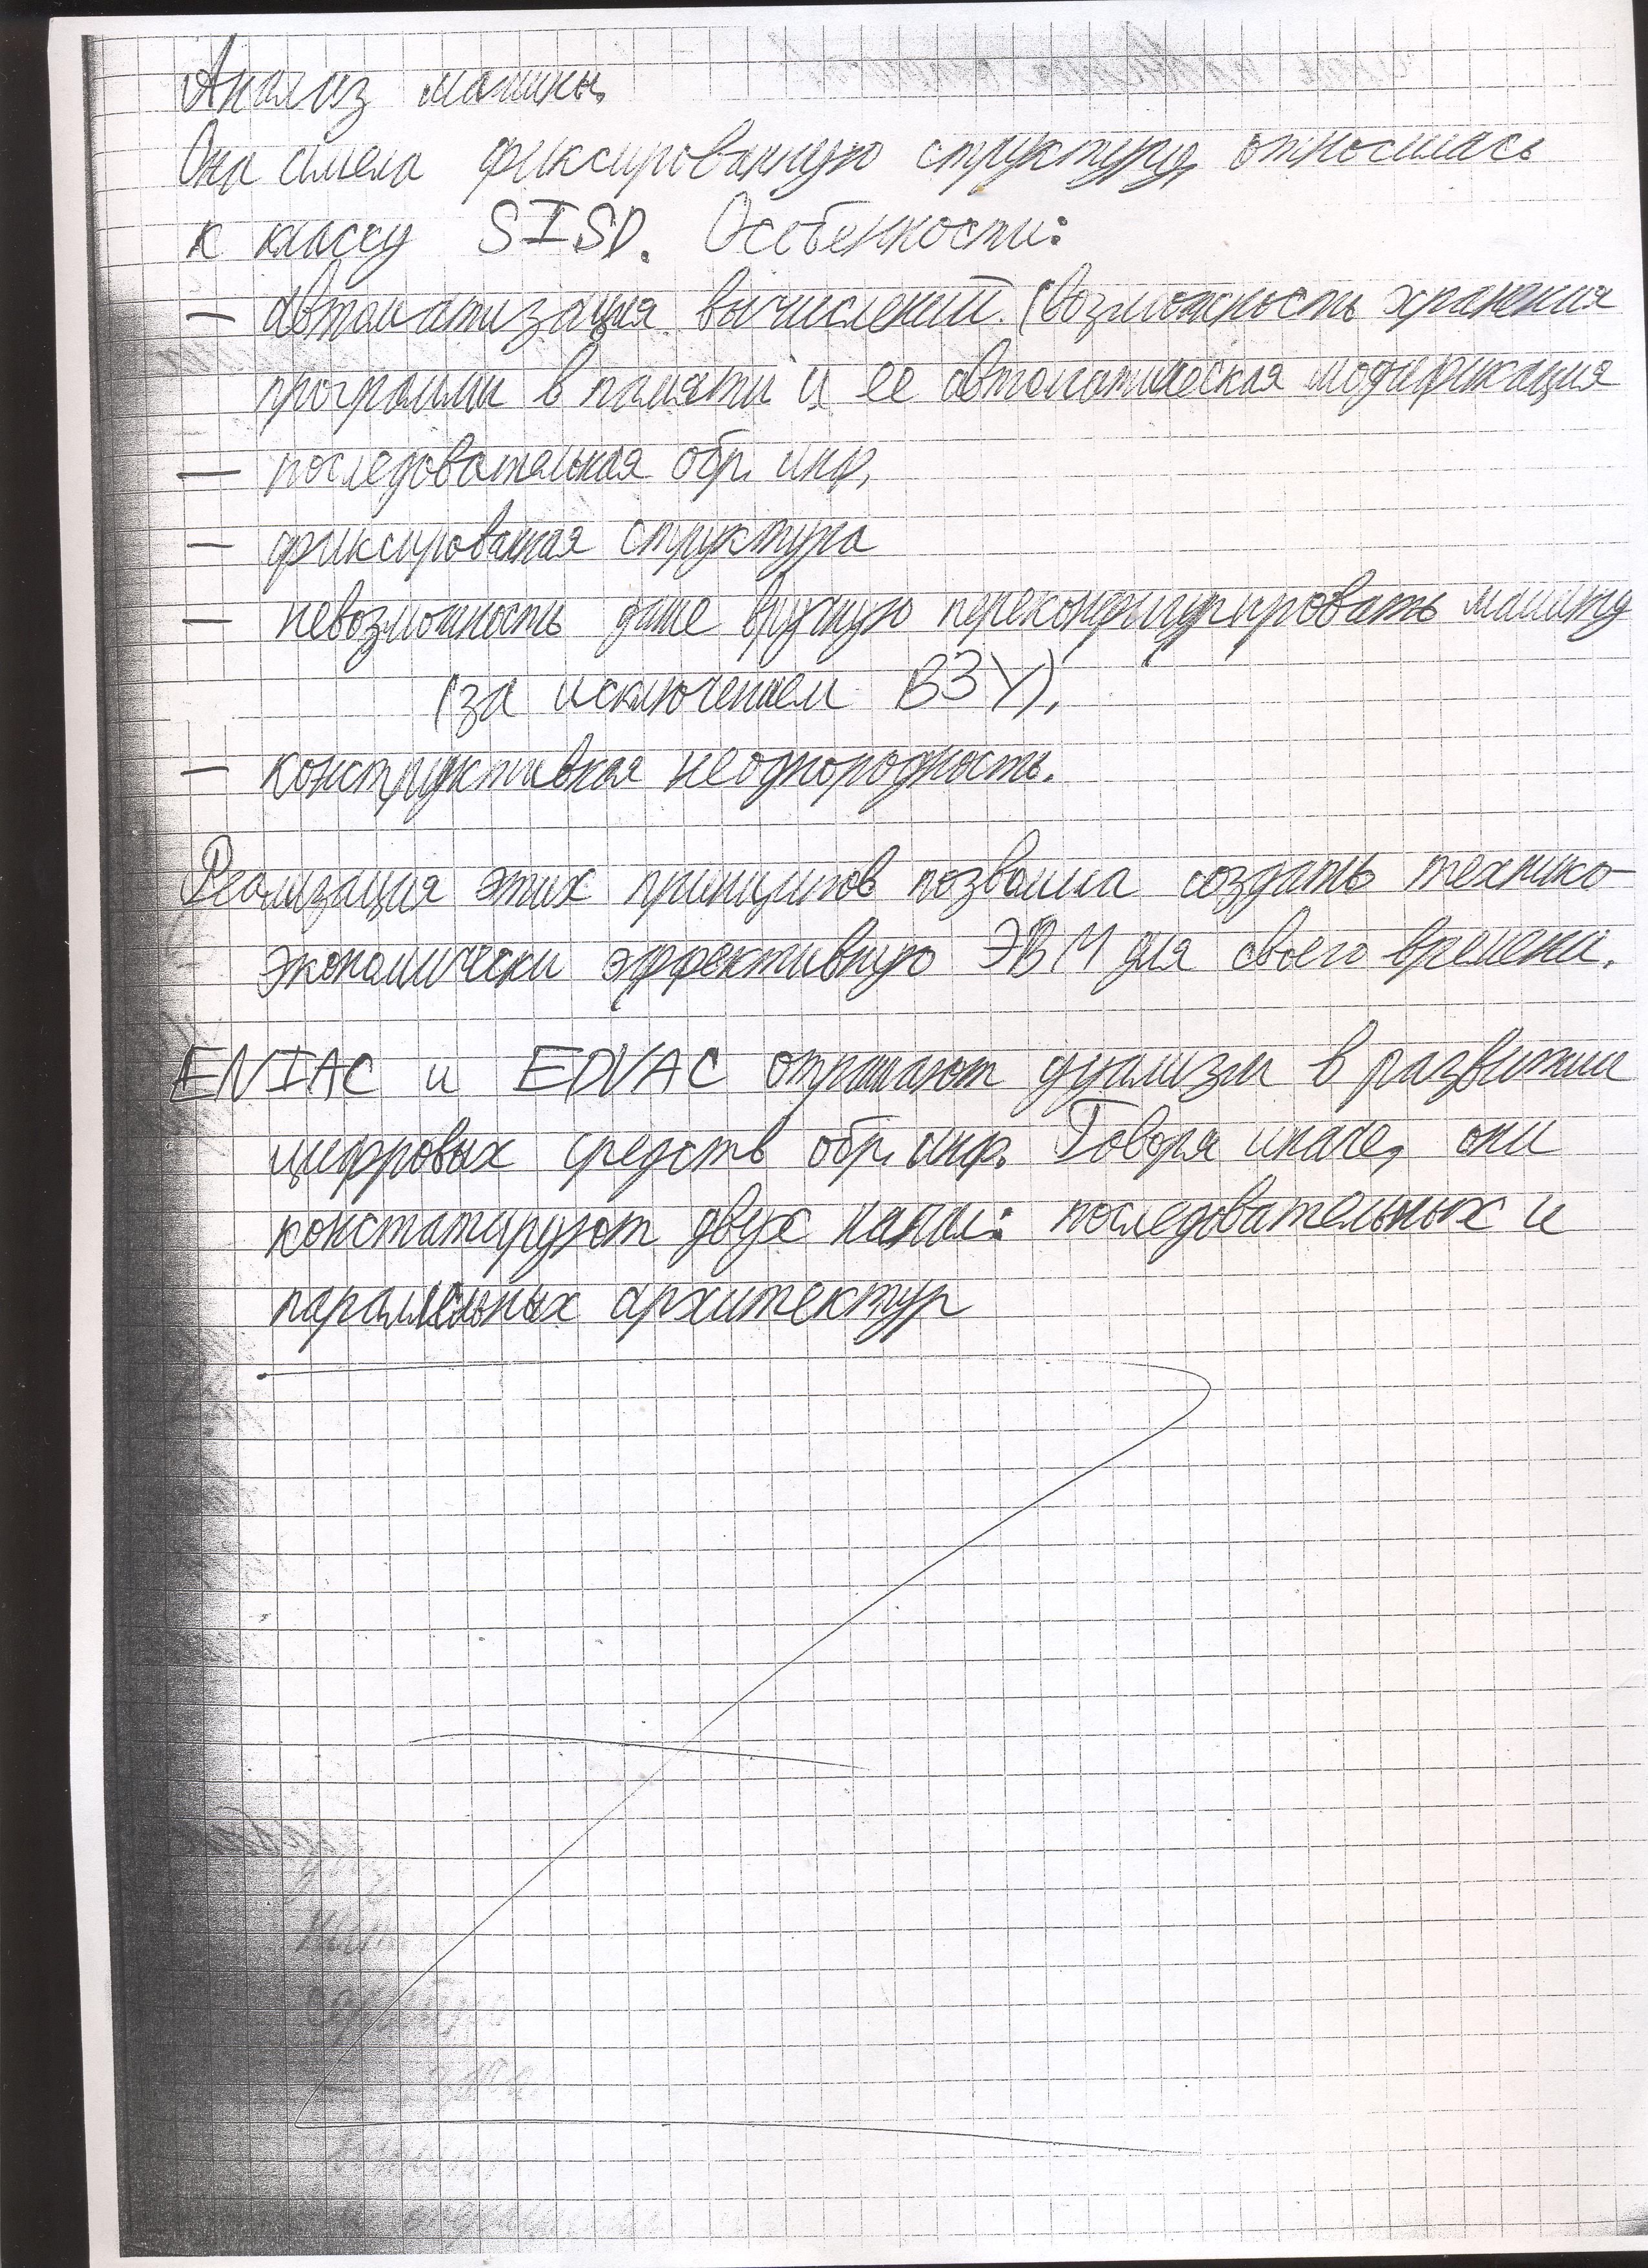 Анализ машины.
Она имела фиксированную структуру, относилась
к классу SISD. Особенности:
— автоматизация вычислений (возможность хранения
программы в памяти и ее автоматическая модификация
— последовательная обр. инф.
— фиксированая структура
— невозможность даже вручную переконфигурировать машину
(за исключением ВЗУ),
— конструктивная неоднородность.
Реализация этих принципов позволила создать технико-
экономически эффективную ЭВМ для своего времени.
ENIAC и EDVAC отражают дуализм в развитии
цифровых средств обр. инф. Говоря иначе, они
констатируют двух начал: последовательных и
параллельных архитектур